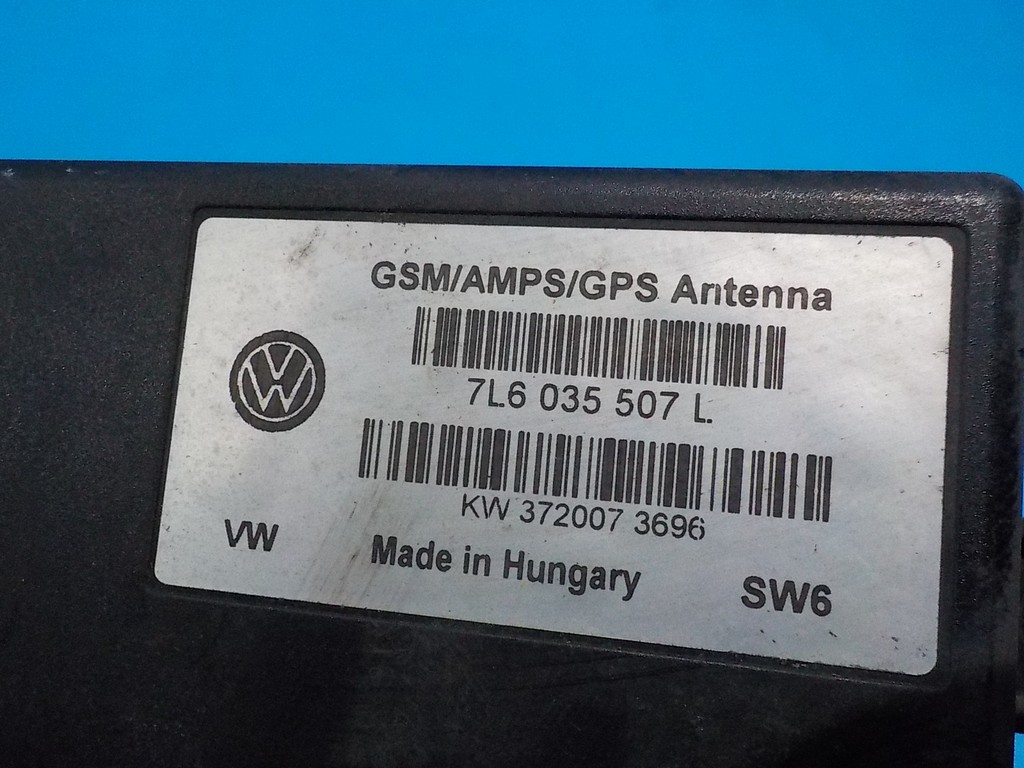 GSM/AMPS/GPS Antenna
7L6 035 507 L
KW 372007 3696
VW
Made in Hungary
SW6